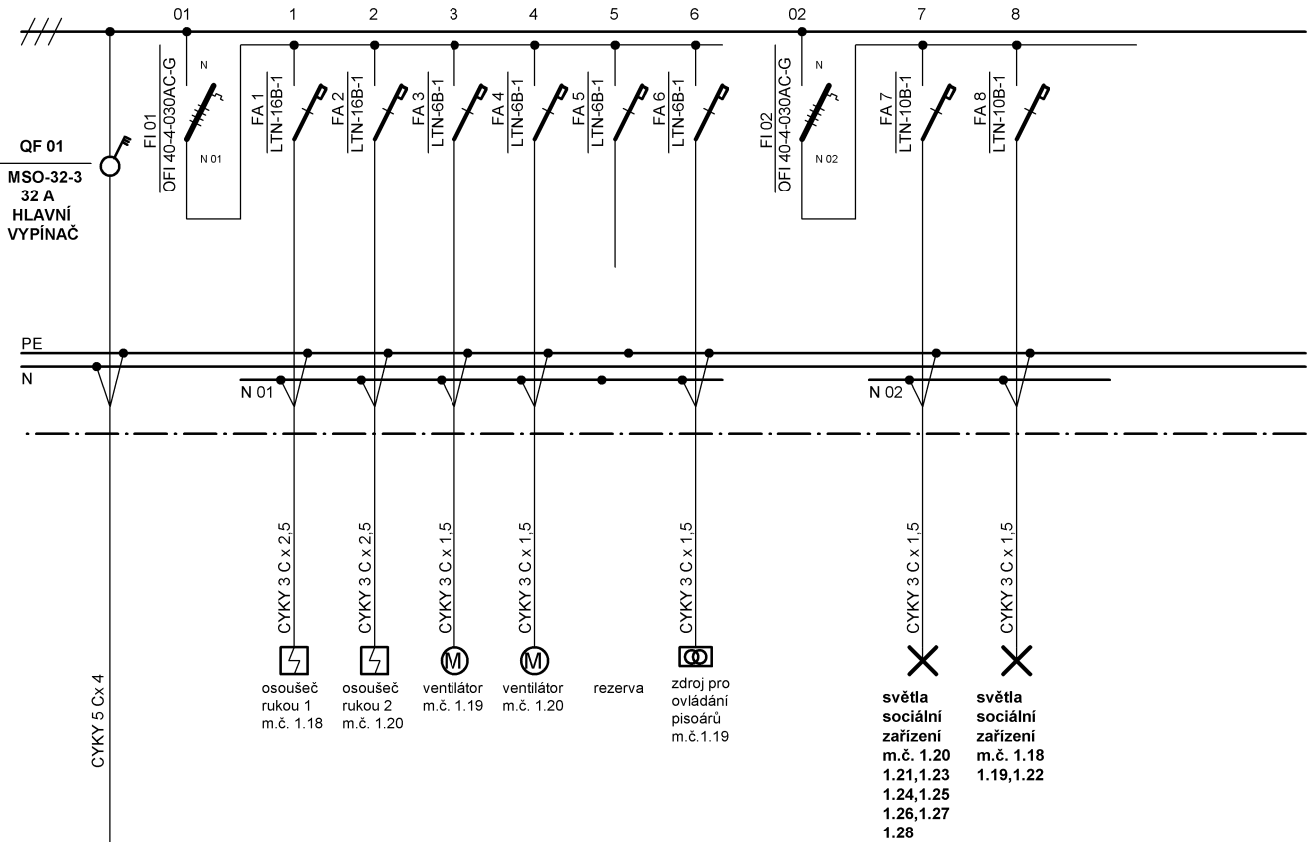 01
1
2
3
4
5
6
02
7
8
FI 01
OFI 40-4-030AC-G
N
N 01
FA 1
LTN-16B-1
FA 2
LTN-16B-1
FA 3
LTN-6B-1
FA 4
LTN-6B-1
FA 5
LTN-6B-1
FA 6
LTN-6B-1
FI 02
OFI 40-4-030AC-G
N
N 02
FA 7
LTN-10B-1
FA 8
LTN-10B-1
QF 01
MSO-32-3
32 A
HLAVNÍ
VYPÍNAČ
PE
N
N 01
N 02
CYKY 5 Cx 4
CYKY 3 C x 2,5
CYKY 3 C x 2,5
CYKY 3 C x 1,5
CYKY 3 C x 1,5
CYKY 3 C x 1,5
CYKY 3 C x 1,5
CYKY 3 C x 1,5
M
M
osoušeč
rukou 1
m.č. 1.18
osoušeč
rukou 2
m.č. 1.20
ventilátor
m.č. 1.19
ventilátor
m.č. 1.20
rezerva
zdroj pro
ovládání
pisoárů
m.č.1.19
světla
sociální
zařízení
m.č. 1.20
1.21,1.23
1.24,1.25
1.26,1.27
1.28
světla
sociální
zařízení
m.č. 1.18
1.19,1.22